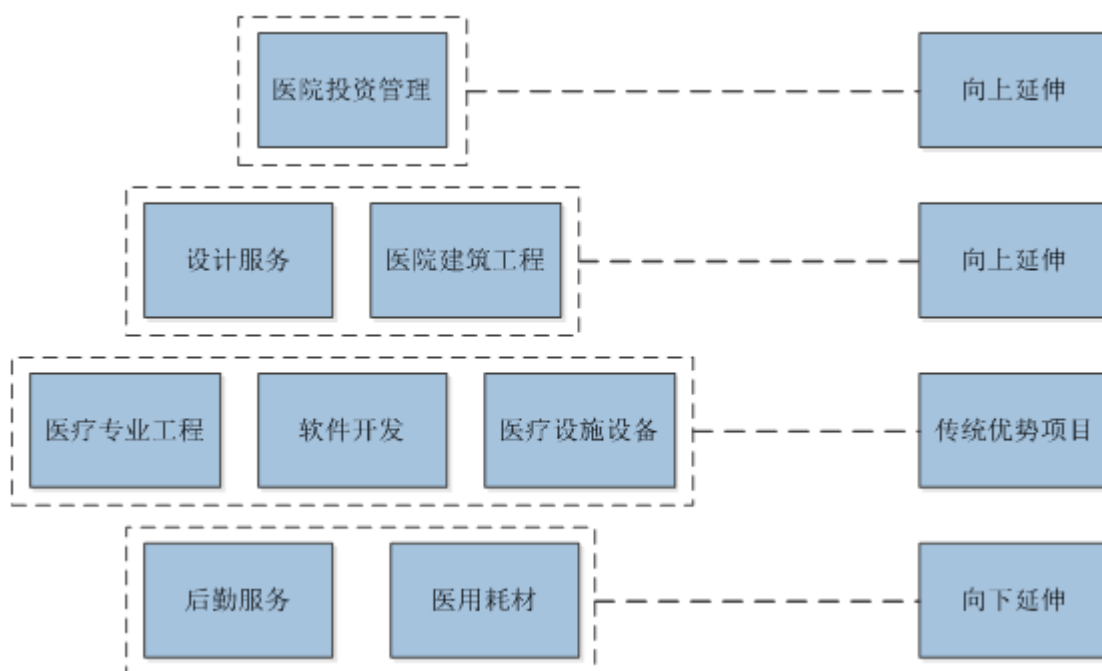 医院投资管理
向上延伸
设计服务
医院建筑工程
向上延伸
医疗专业工程
软件开发
医疗设施设备
传统优势项目
后勤服务
医用耗材
向下延伸